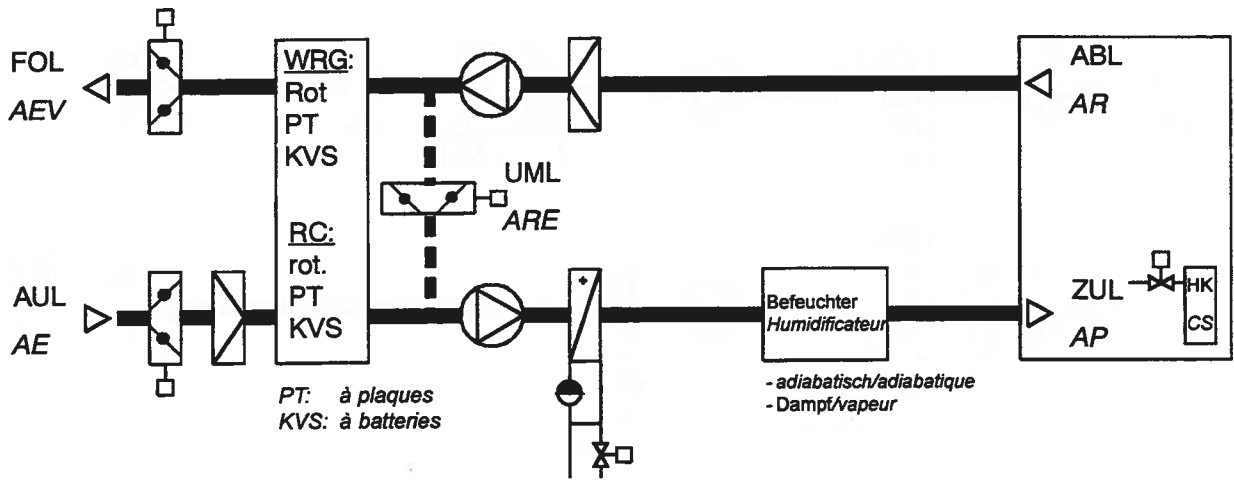 FOL
AEV
WRG:
Rot
PT
KVS
RC:
rot.
PT
KVS
ABL
AR
UML
ARE
AUL
AE
+
Befeuchter
Humidificateur
ZUL
AP
HK
CS
PT: à plaques
KVS: à batteries
- adiabatisch/adiabatique
- Dampf/vapeur